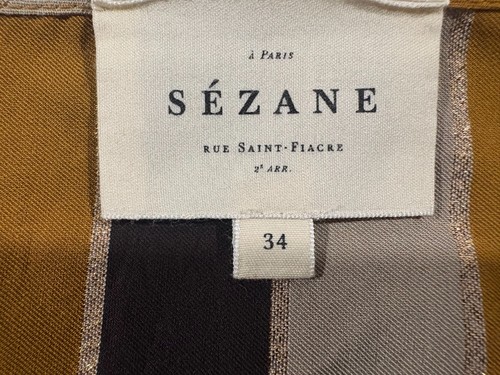 à Paris
SÉZANE
RUE SAINT-FIACRE
2e ARR.
34